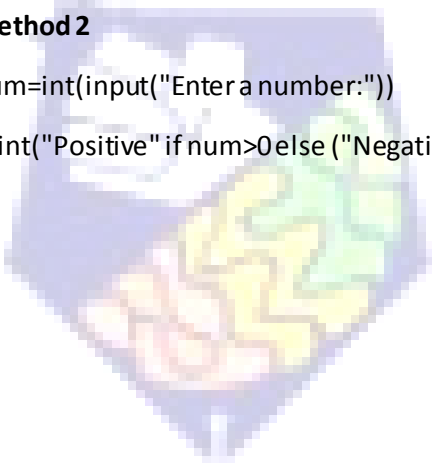 ethod 2
um=int(input("Enter a number:"))
int("Positive" if num>0 else ("Negati